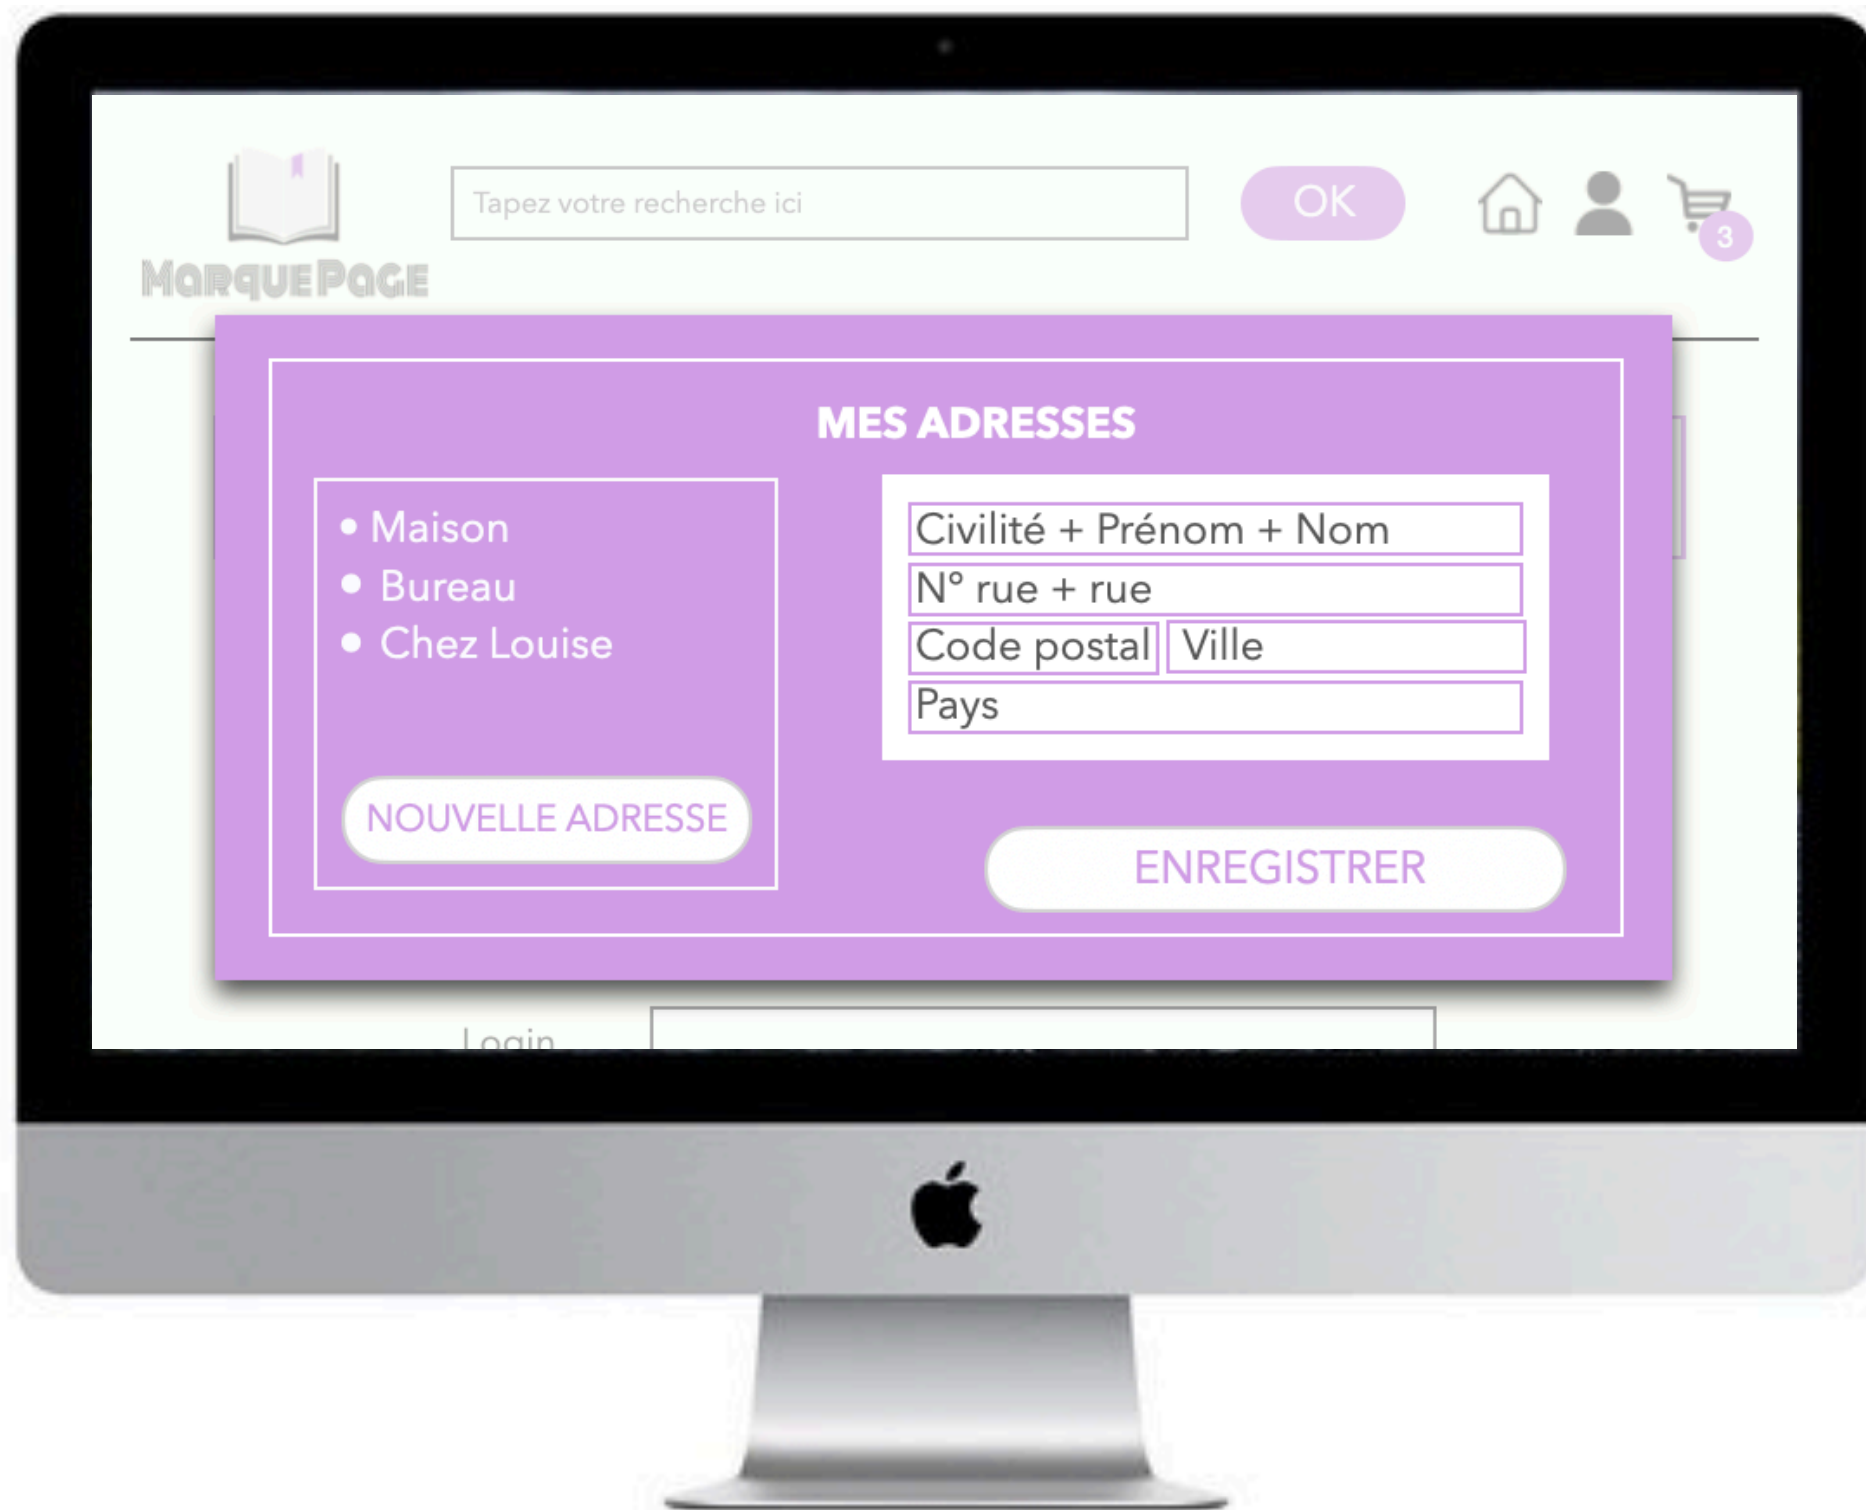 Tapez votre recherche ici
OK
3
MARQUEPAGE
MES ADRESSES
• Maison
• Bureau
• Chez Louise
NOUVELLE ADRESSE
Civilité + Prénom + Nom
N° rue + rue
Code postal Ville
Pays
ENREGISTRER
Login